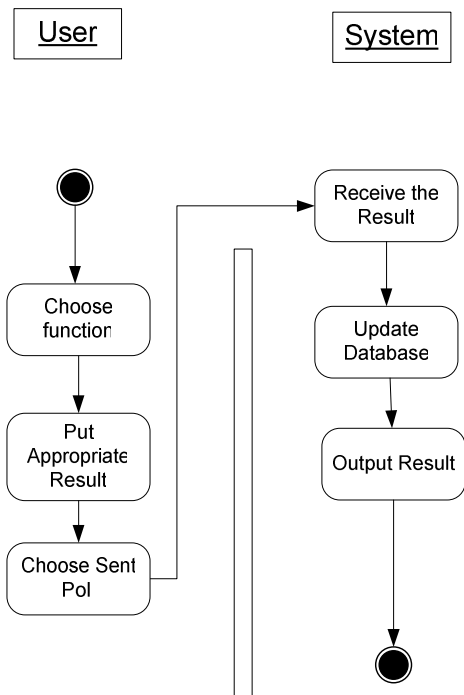 User
System
Choose
function
Put
Appropriate
Result
Choose Sent
Pol
Receive the
Result
Update
Database
Output Result